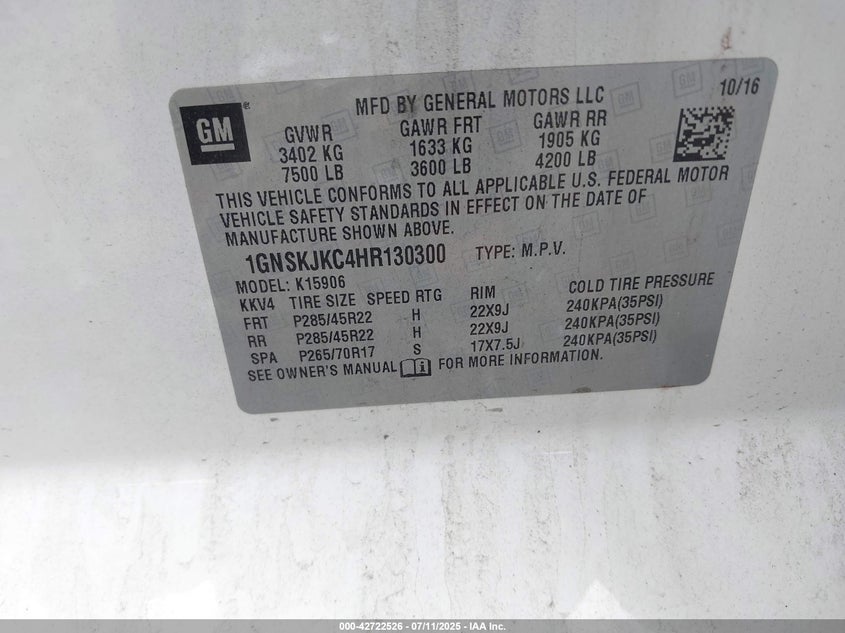 GM
MFD BY GENERAL MOTORS LLC 10/16
GVWR GAWR FRT GAWR RR
3402 KG 1633 KG 1905 KG
7500 LB 3600 LB 4200 LB
THIS VEHICLE CONFORMS TO ALL APPLICABLE U.S. FEDERAL MOTOR
VEHICLE SAFETY STANDARDS IN EFFECT ON THE DATE OF
MANUFACTURE SHOWN ABOVE.
1GNSKJKC4HR130300 TYPE: M.P.V.
MODEL: K15906
KKV4 TIRE SIZE SPEED RTG RIM COLD TIRE PRESSURE
FRT P285/45R22 H 22X9J 240KPA(35PSI)
RR P285/45R22 H 22X9J 240KPA(35PSI)
SPA P265/70R17 S 17X7.5J 240KPA(35PSI)
SEE OWNER'S MANUAL FOR MORE INFORMATION.
000-42722526 - 07/11/2025 - IAA Inc.